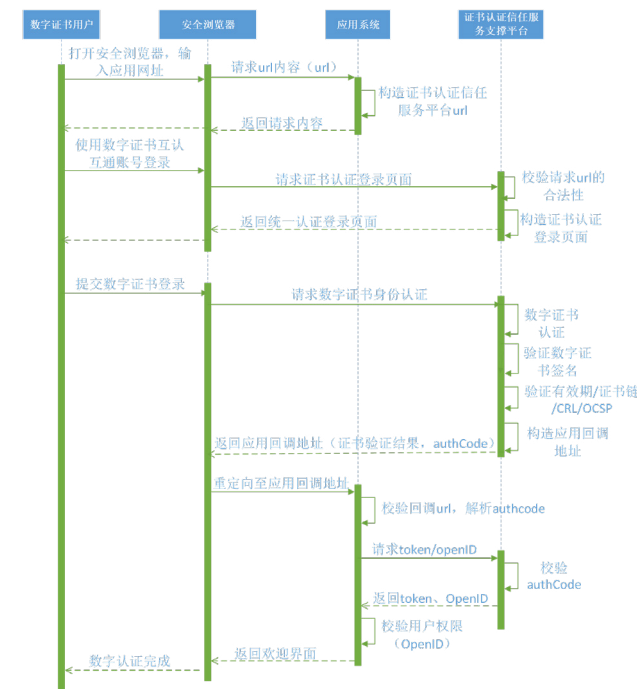 数字证书用户
安全浏览器
应用系统
证书认证信任服
务支撑平台
打开安全浏览器，输
入应用网址
请求url内容（url）
构造证书认证信任
服务平台url
返回请求内容
使用数字证书互认
互通账号登录
请求证书认证登录页面
校验请求url的
合法性
返回统一认证登录页面
构造证书认证
登录页面
提交数字证书登录
请求数字证书身份认证
数字证书
认证
验证数字证
书签名
验证有效期/证书链
/CRL/OCSP
构造应用回调
地址
返回应用回调地址（证书验证结果，authCode）
重定向至应用回调地址
校验回调url，解析authcode
请求token/openID
校验
authCode
返回token、OpenID
校验用户权限
（OpenID）
返回欢迎界面
数字认证完成